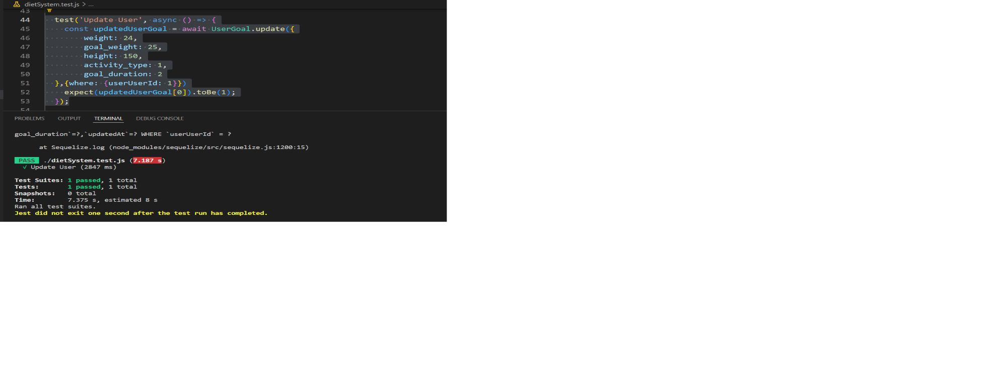 dietSystem.test.js > ...
43
44 test('Update User', async () => {
45 const updatedUserGoal = await UserGoal.update({
46 weight: 24,
47 goal_weight: 25,
48 height: 150,
49 activity_type: 1,
50 goal_duration: 2
51 },{where: {userUserId: 1}})
52 expect(updatedUserGoal[0]).toBe(1);
53 });
54
PROBLEMS OUTPUT TERMINAL DEBUG CONSOLE
goal_duration`=?,`updatedAt`=? WHERE `userUserId` = ?
at Sequelize.log (node_modules/sequelize/src/sequelize.js:1200:15)
PASS ./dietSystem.test.js (7.187 s)
√ Update User (2847 ms)
Test Suites: 1 passed, 1 total
Tests: 1 passed, 1 total
Snapshots: 0 total
Time: 7.375 s, estimated 8 s
Ran all test suites.
Jest did not exit one second after the test run has completed.